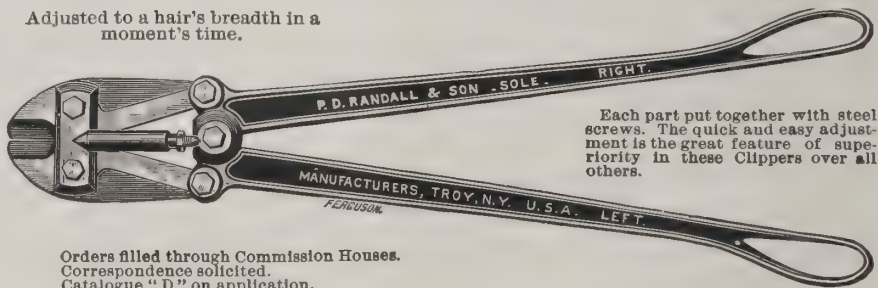 Adjusted to a hair's breadth in a
moment's time.
P. D. RANDALL & SON . SOLE . RIGHT.
Each part put together with steel
screws. The quick aud easy adjust-
ment is the great feature of supe-
riority in these Clippers over all
others.
MANUFACTURERS, TROY, N.Y. U.S.A. LEFT.
FERGUSON.
Orders filled through Commission Houses.
Correspondence solicited.
Catalogue "D" on application.